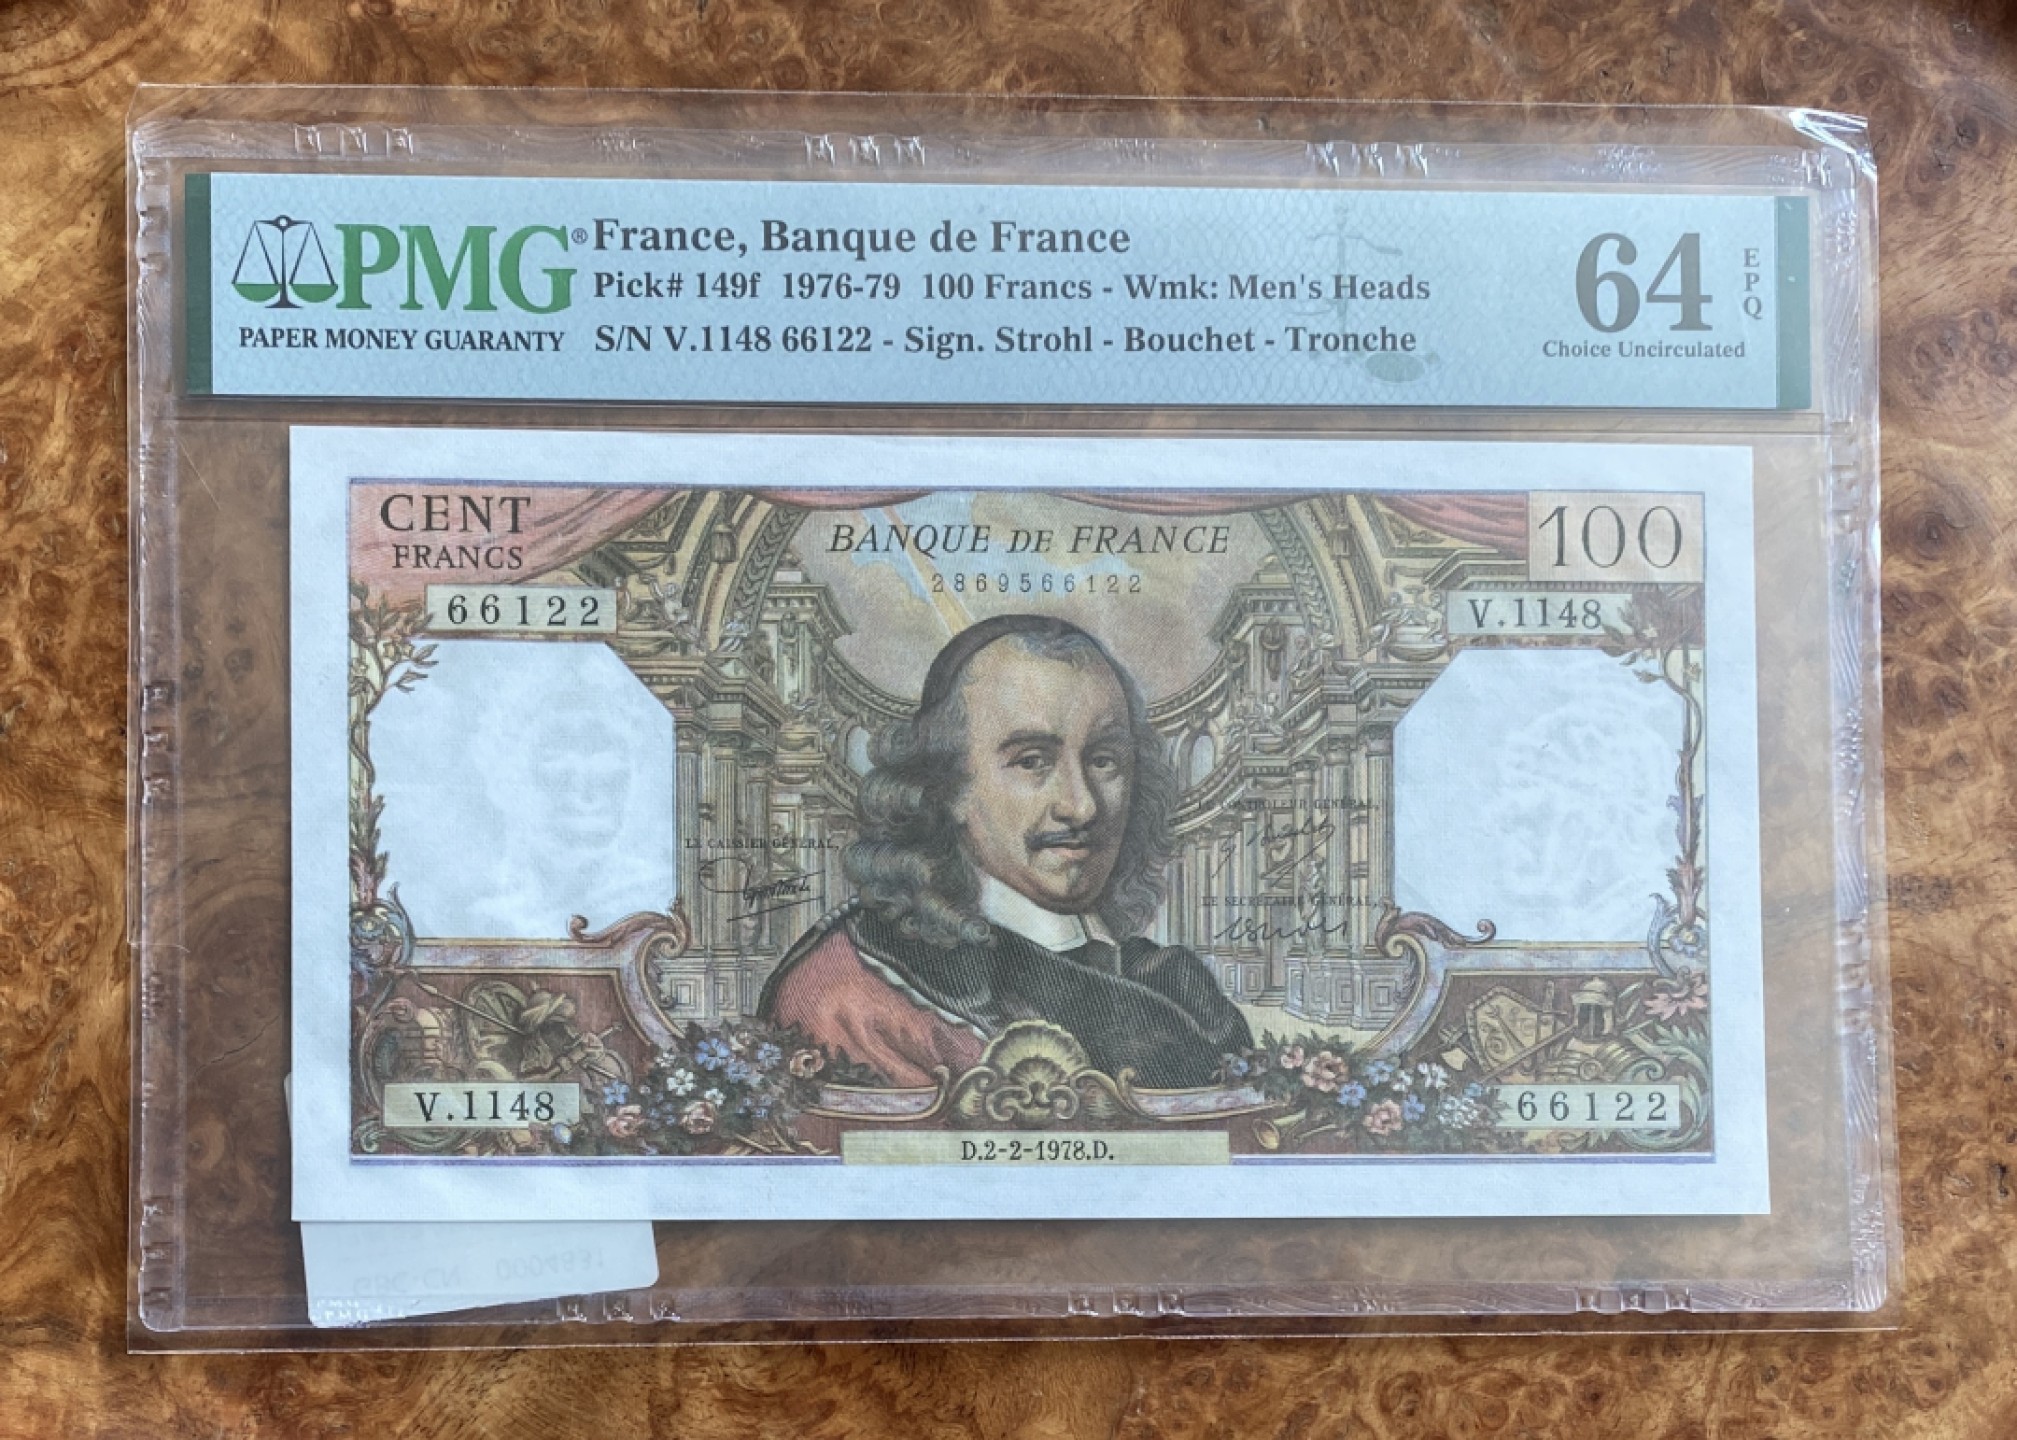 PMG®
PAPER MONEY GUARANTY
France, Banque de France
Pick# 149f 1976-79 100 Francs - Wmk: Men's Heads
S/N V.1148 66122 - Sign. Strohl - Bouchet - Tronche
64
EPQ
Choice Uncirculated
CENT
FRANCS
BANQUE DE FRANCE
100
2869566122
66122
V.1148
LE CAISSIER GÉNÉRAL,
LE CONTROLEUR GÉNÉRAL,
LE SECRÉTAIRE GÉNÉRAL,
V.1148
66122
D.2-2-1978.D.